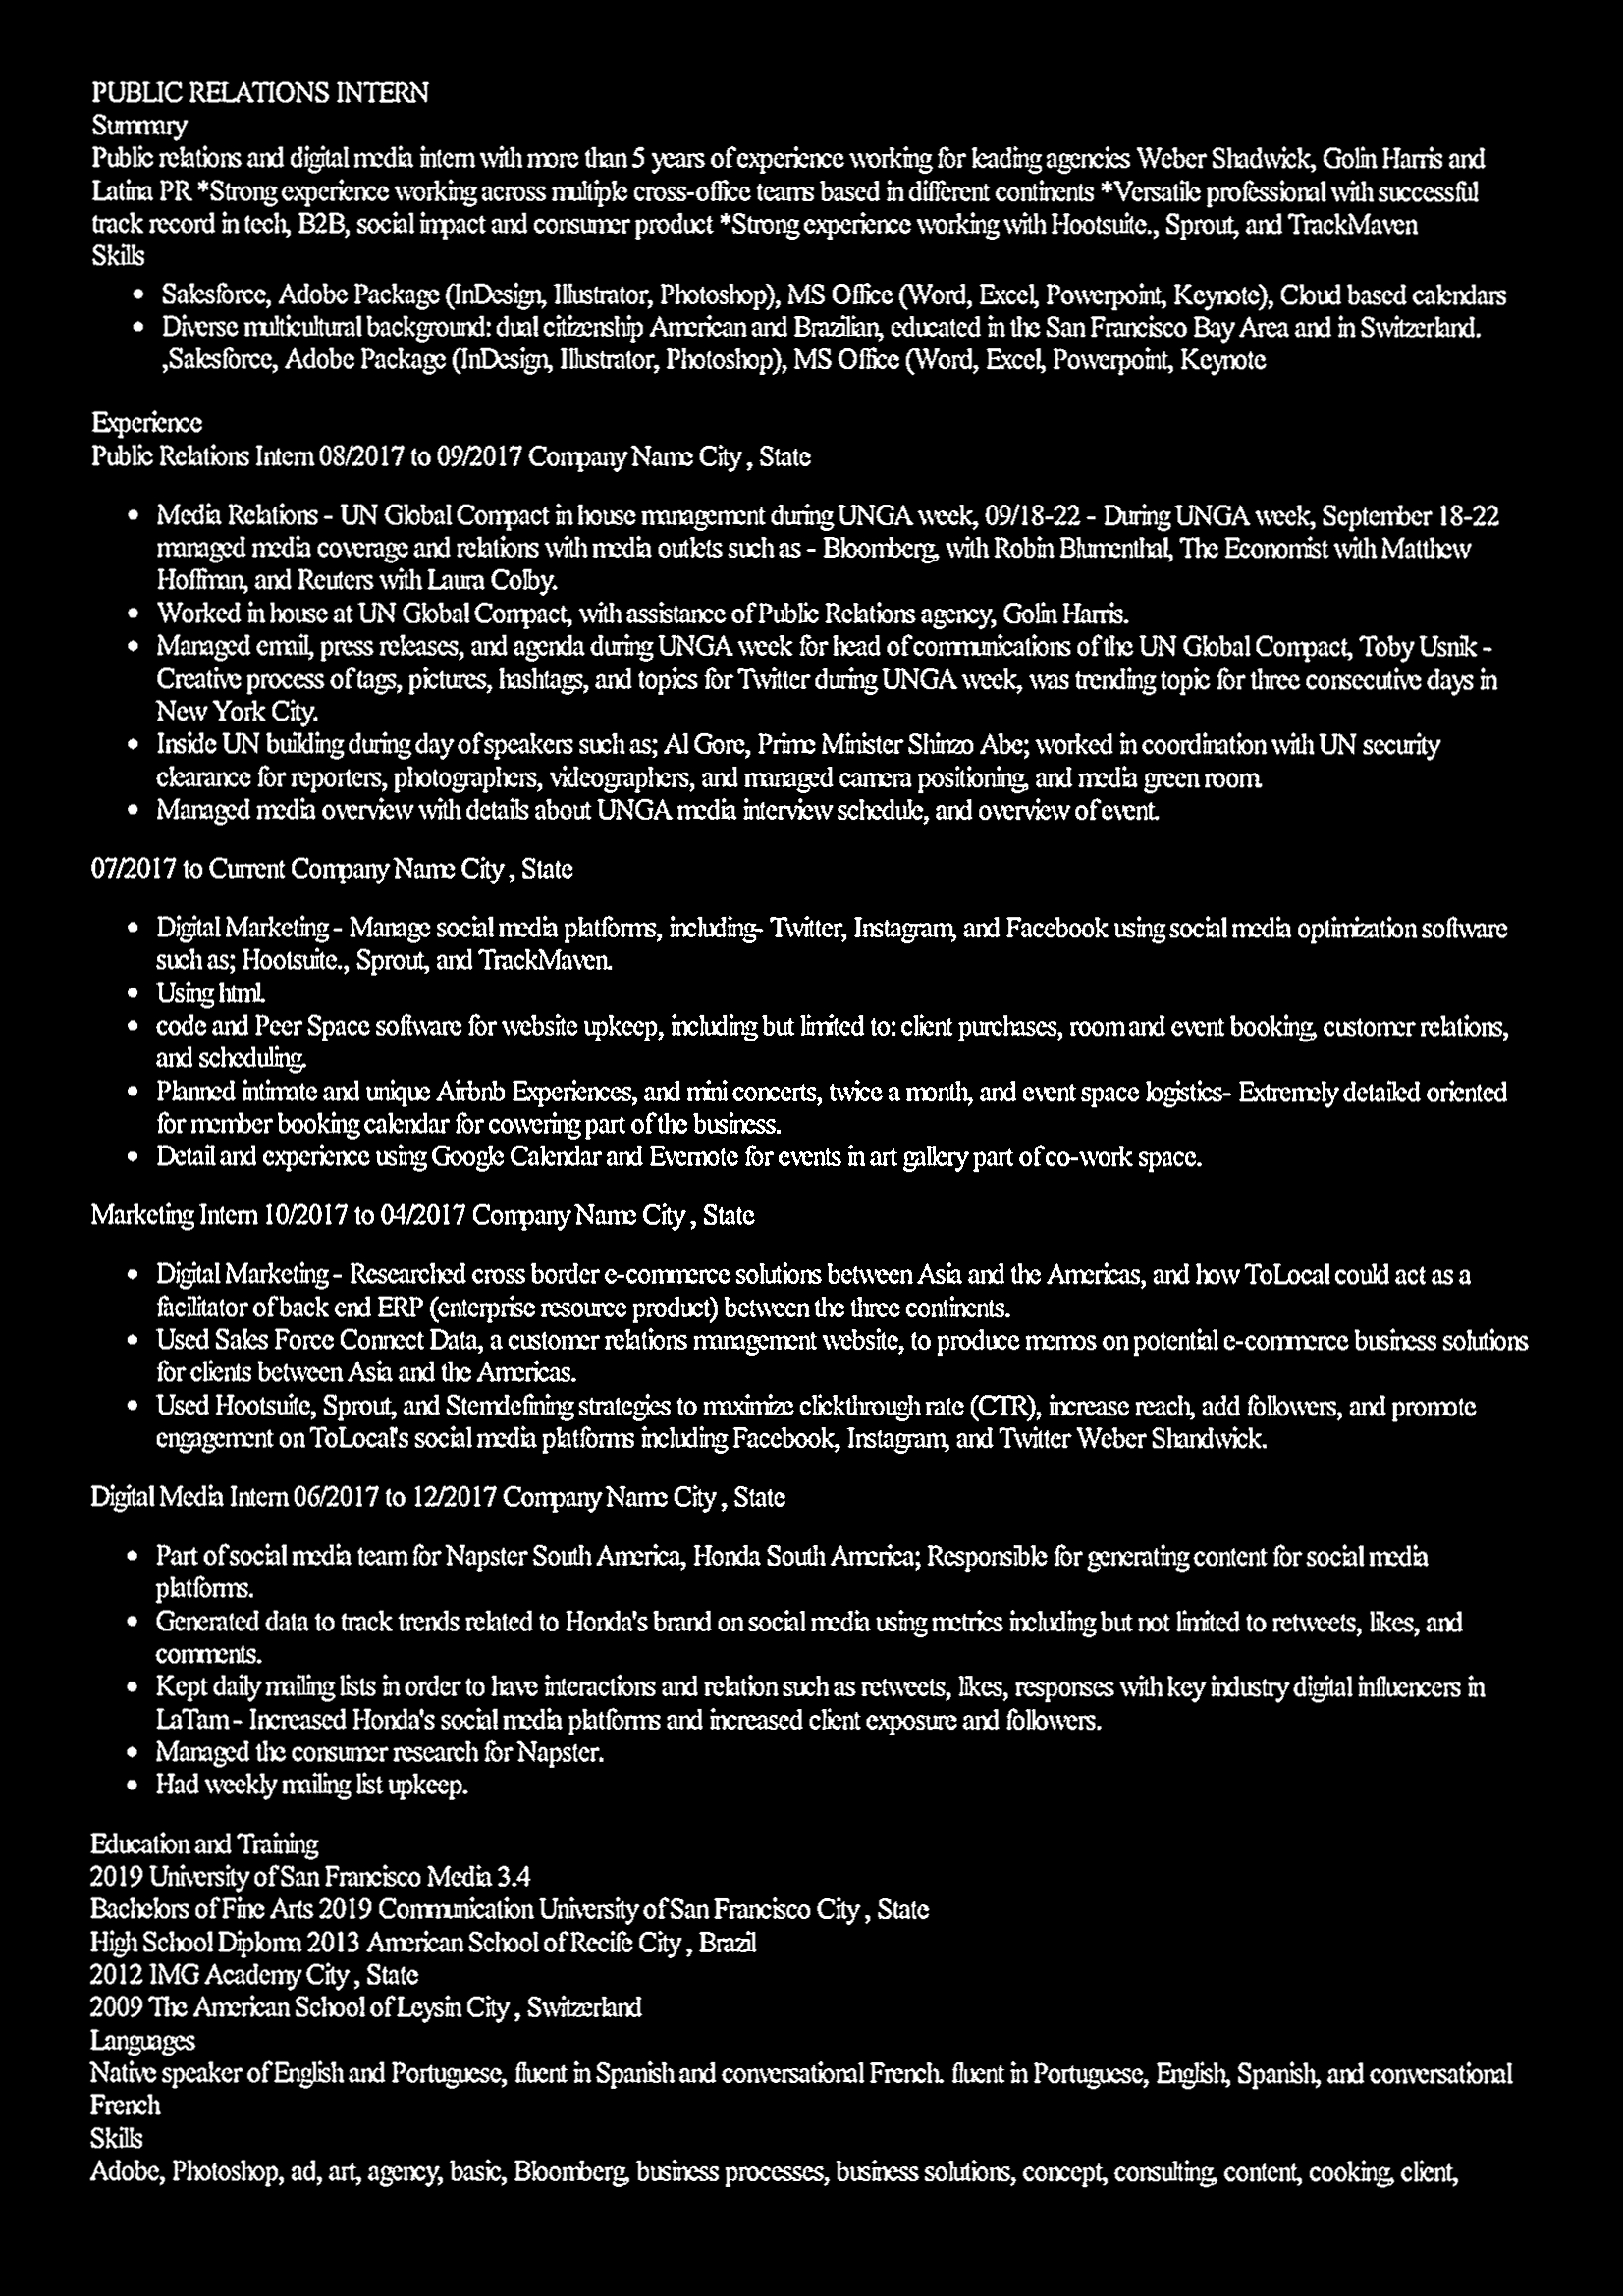 PUBLIC RELATIONS INTERN
Summary
Public relations and digital media intern with more than 5 years of experience working for leading agencies Weber Shadwick, Golin Harris and
Latina PR *Strong experience working across multiple cross-office teams based in different continents *Versatile professional with successful
track record in tech, B2B, social impact and consumer product *Strong experience working with Hootsuite., Sprout, and TrackMaven
Skills
• Salesforce, Adobe Package (InDesign, Illustrator, Photoshop), MS Office (Word, Excel, Powerpoint, Keynote), Cloud based calendars
• Diverse multicultural background: dual citizenship American and Brazilian, educated in the San Francisco Bay Area and in Switzerland.
,Salesforce, Adobe Package (InDesign, Illustrator, Photoshop), MS Office (Word, Excel, Powerpoint, Keynote
Experience
Public Relations Intern 08/2017 to 09/2017 Company Name City , State
• Media Relations - UN Global Compact in house management during UNGA week, 09/18-22 - During UNGA week, September 18-22
managed media coverage and relations with media outlets such as - Bloomberg, with Robin Blumenthal, The Economist with Matthew
Hoffman, and Reuters with Laura Colby.
• Worked in house at UN Global Compact, with assistance of Public Relations agency, Golin Harris.
• Managed email, press releases, and agenda during UNGA week for head of communications of the UN Global Compact, Toby Usnik -
Creative process of tags, pictures, hashtags, and topics for Twitter during UNGA week, was trending topic for three consecutive days in
New York City.
• Inside UN building during day of speakers such as; Al Gore, Prime Minister Shinzo Abe; worked in coordination with UN security
clearance for reporters, photographers, videographers, and managed camera positioning, and media green room.
• Managed media overview with details about UNGA media interview schedule, and overview of event.
07/2017 to Current Company Name City , State
• Digital Marketing - Manage social media platforms, including- Twitter, Instagram, and Facebook using social media optimization software
such as; Hootsuite., Sprout, and TrackMaven.
• Using html.
• code and Peer Space software for website upkeep, including but limited to: client purchases, room and event booking, customer relations,
and scheduling.
• Planned intimate and unique Airbnb Experiences, and mini concerts, twice a month, and event space logistics- Extremely detailed oriented
for member booking calendar for cowering part of the business.
• Detail and experience using Google Calendar and Evernote for events in art gallery part of co-work space.
Marketing Intern 10/2017 to 04/2017 Company Name City , State
• Digital Marketing - Researched cross border e-commerce solutions between Asia and the Americas, and how ToLocal could act as a
facilitator of back end ERP (enterprise resource product) between the three continents.
• Used Sales Force Connect Data, a customer relations management website, to produce memos on potential e-commerce business solutions
for clients between Asia and the Americas.
• Used Hootsuite, Sprout, and Stemdefining strategies to maximize clickthrough rate (CTR), increase reach, add followers, and promote
engagement on ToLocal's social media platforms including Facebook, Instagram, and Twitter Weber Shandwick.
Digital Media Intern 06/2017 to 12/2017 Company Name City , State
• Part of social media team for Napster South America, Honda South America; Responsible for generating content for social media
platforms.
• Generated data to track trends related to Honda's brand on social media using metrics including but not limited to retweets, likes, and
comments.
• Kept daily mailing lists in order to have interactions and relation such as retweets, likes, responses with key industry digital influencers in
LaTam - Increased Honda's social media platforms and increased client exposure and followers.
• Managed the consumer research for Napster.
• Had weekly mailing list upkeep.
Education and Training
2019 University of San Francisco Media 3.4
Bachelors of Fine Arts 2019 Communication University of San Francisco City , State
High School Diploma 2013 American School of Recife City , Brazil
2012 IMG Academy City , State
2009 The American School of Leysin City , Switzerland
Languages
Native speaker of English and Portuguese, fluent in Spanish and conversational French. fluent in Portuguese, English, Spanish, and conversational
French
Skills
Adobe, Photoshop, ad, art, agency, basic, Bloomberg, business processes, business solutions, concept, consulting, content, cooking, client,